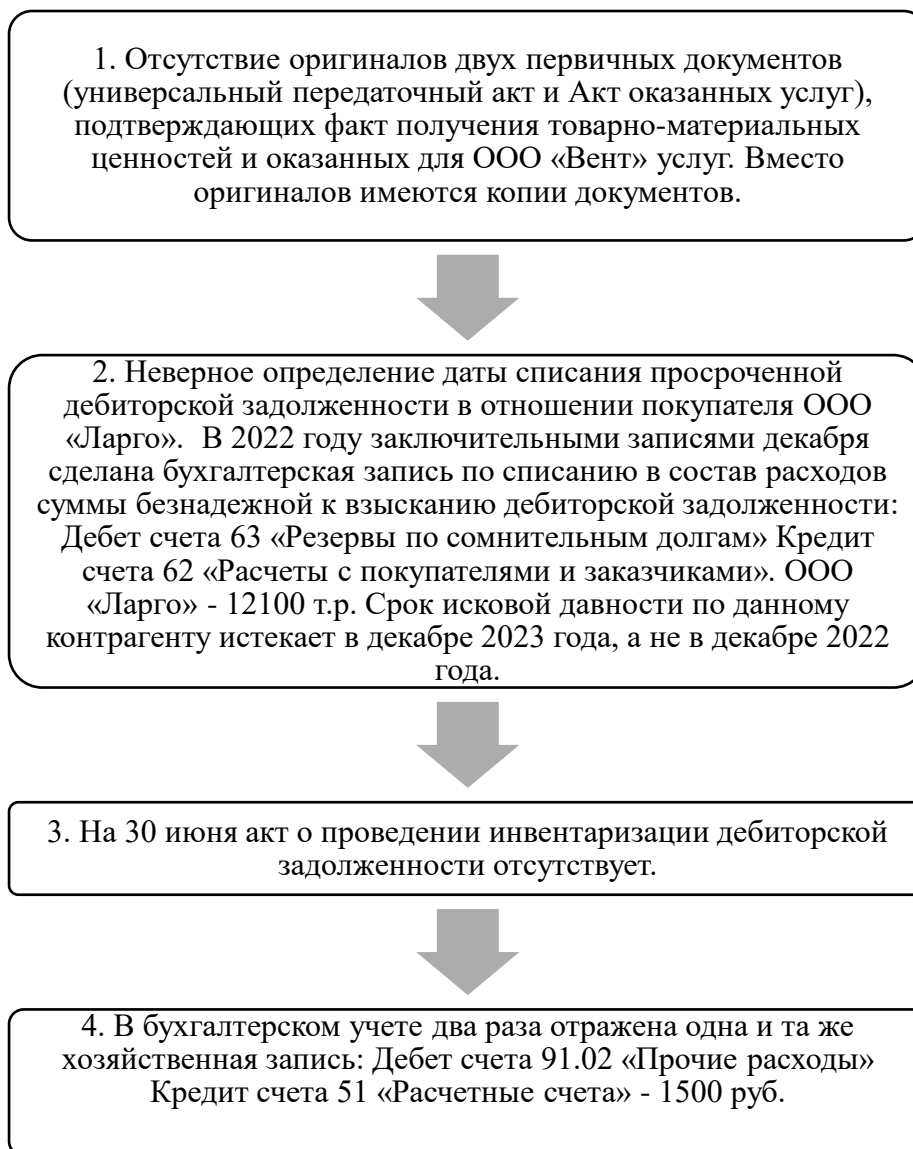 1. Отсутствие оригиналов двух первичных документов
(универсальный передаточный акт и Акт оказанных услуг),
подтверждающих факт получения товарно-материальных
ценностей и оказанных для ООО «Вент» услуг. Вместо
оригиналов имеются копии документов.
2. Неверное определение даты списания просроченной
дебиторской задолженности в отношении покупателя ООО
«Ларго». В 2022 году заключительными записями декабря
сделана бухгалтерская запись по списанию в состав расходов
суммы безнадежной к взысканию дебиторской задолженности:
Дебет счета 63 «Резервы по сомнительным долгам» Кредит
счета 62 «Расчеты с покупателями и заказчиками». ООО
«Ларго» - 12100 т.р. Срок исковой давности по данному
контрагенту истекает в декабре 2023 года, а не в декабре 2022
года.
3. На 30 июня акт о проведении инвентаризации дебиторской
задолженности отсутствует.
4. В бухгалтерском учете два раза отражена одна и та же
хозяйственная запись: Дебет счета 91.02 «Прочие расходы»
Кредит счета 51 «Расчетные счета» - 1500 руб.